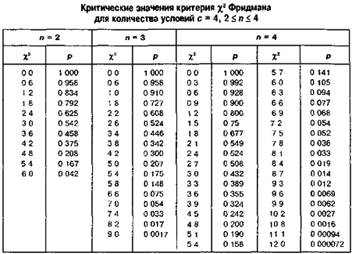 Критические значения критерия χ² Фридмана
для количества условий c = 4, 2 ≤ n ≤ 4
n = 2 n = 3 n = 4
χ² p χ² p χ² p χ² p
0 0 1 000 0 0 1 000 0 0 1 000 5 7 0 141
0 6 0 958 0 6 0 958 0 3 0 992 6 0 0 105
1 2 0 834 1 0 0 910 0 6 0 928 6 3 0 094
1 8 0 792 1 8 0 727 0 9 0 900 6 6 0 077
2 4 0 625 2 2 0 608 1 2 0 800 6 9 0 068
3 0 0 542 2 6 0 524 1 5 0 75 7 2 0 054
3 6 0 458 3 4 0 446 1 8 0 677 7 5 0 052
4 2 0 375 3 8 0 342 2 1 0 549 7 8 0 036
4 8 0 208 4 2 0 300 2 4 0 524 8 1 0 033
5 4 0 167 5 0 0 207 2 7 0 508 8 4 0 019
6 0 0 042 5 4 0 175 3 0 0 432 8 7 0 014
5 8 0 148 3 3 0 389 9 3 0 012
6 6 0 075 3 6 0 355 9 6 0 0069
7 0 0 054 3 9 0 324 9 9 0 0062
7 4 0 033 4 5 0 242 10 2 0 0027
8 2 0 017 4 8 0 200 10 8 0 0016
9 0 0 0017 5 1 0 190 11 1 0 00094
5 4 0 158 12 0 0 000072